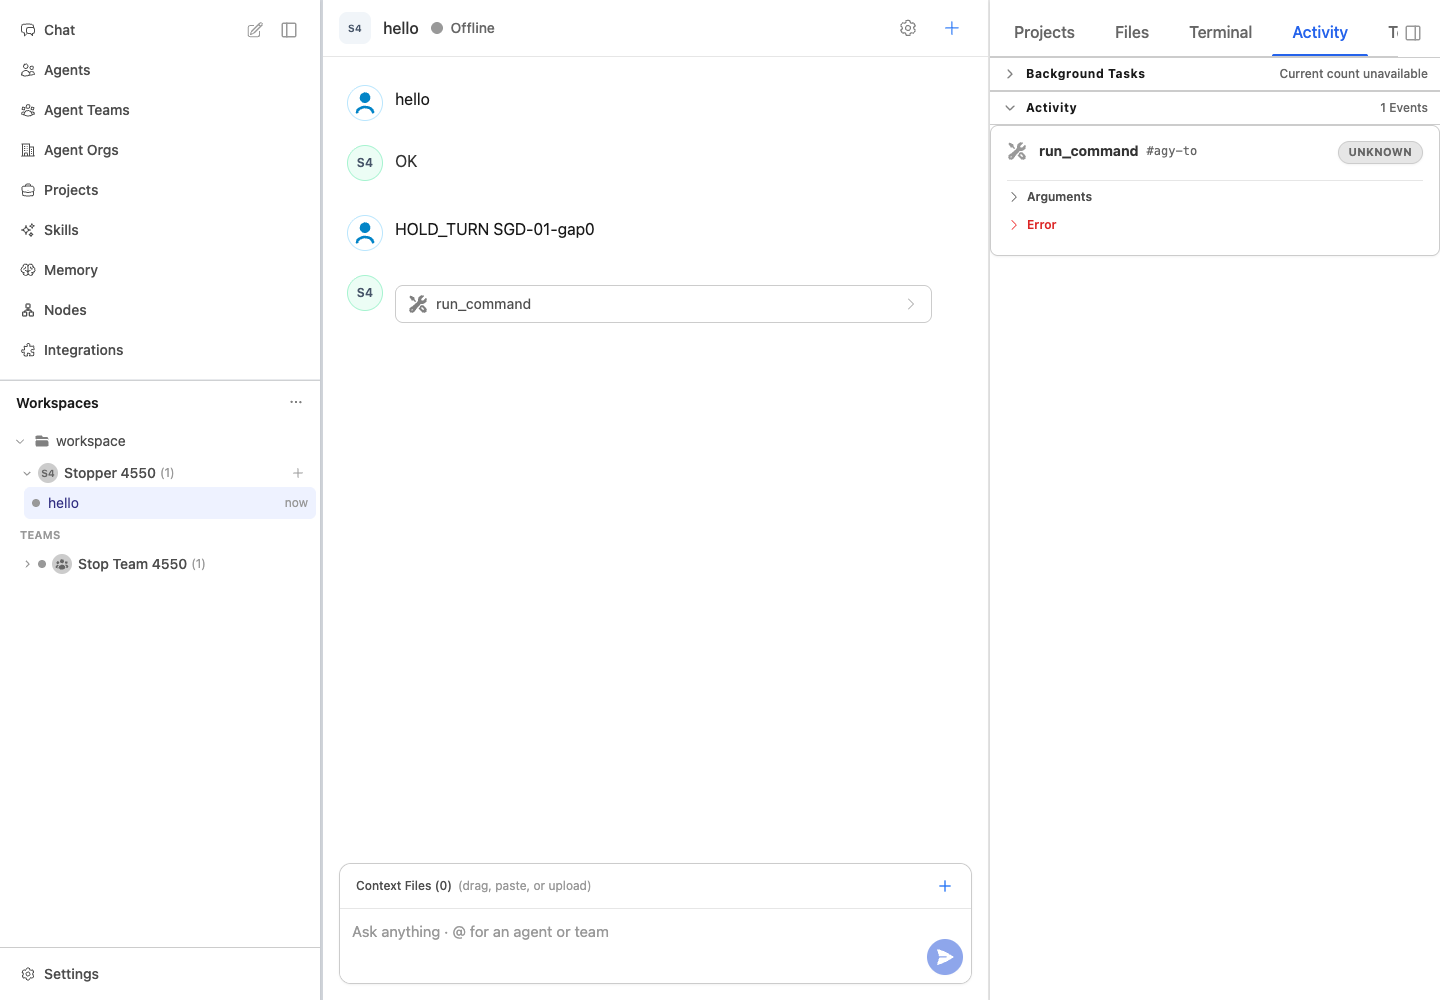 Chat
Agents
Agent Teams
Agent Orgs
Projects
Skills
Memory
Nodes
Integrations
Workspaces
workspace
S4 Stopper 4550 (1)
hello now
TEAMS
Stop Team 4550 (1)
Settings
S4 hello Offline
hello
S4 OK
HOLD_TURN SGD-01-gap0
S4 run_command
Context Files (0) (drag, paste, or upload)
Ask anything · @ for an agent or team
Projects Files Terminal Activity
Background Tasks Current count unavailable
Activity 1 Events
run_command #agy-to UNKNOWN
Arguments
Error